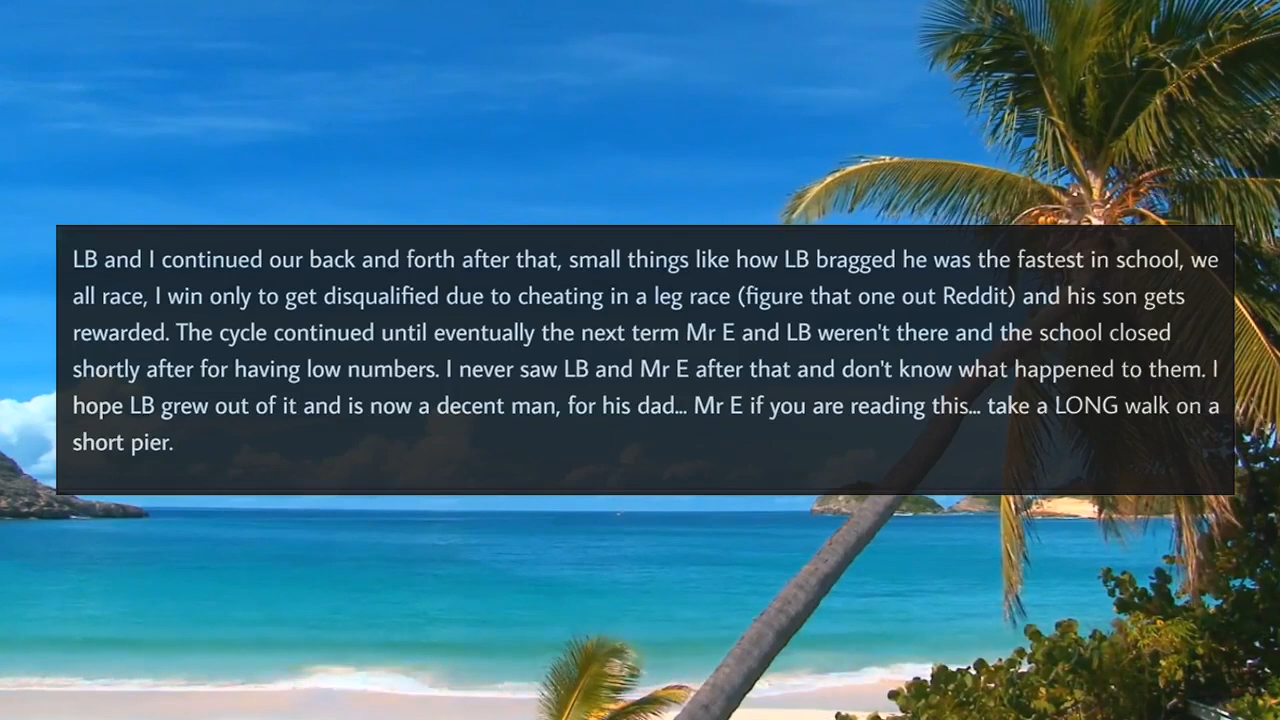 LB and I continued our back and forth after that, small things like how LB bragged he was the fastest in school, we
all race, I win only to get disqualified due to cheating in a leg race (figure that one out Reddit) and his son gets
rewarded. The cycle continued until eventually the next term Mr E and LB weren't there and the school closed
shortly after for having low numbers. I never saw LB and Mr E after that and don't know what happened to them. I
hope LB grew out of it and is now a decent man, for his dad... Mr E if you are reading this... take a LONG walk on a
short pier.